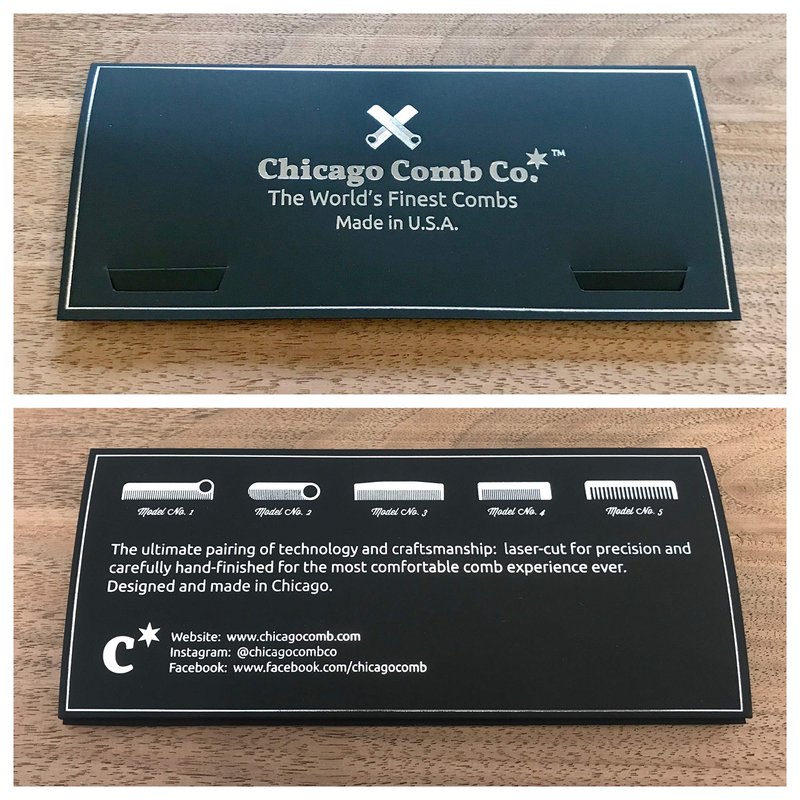 Chicago Comb Co.™
The World's Finest Combs
Made in U.S.A.
Model No. 1 Model No. 2 Model No. 3 Model No. 4 Model No. 5
The ultimate pairing of technology and craftsmanship: laser-cut for precision and
carefully hand-finished for the most comfortable comb experience ever.
Designed and made in Chicago.
c*
Website: www.chicagocomb.com
Instagram: @chicagocombco
Facebook: www.facebook.com/chicagocomb